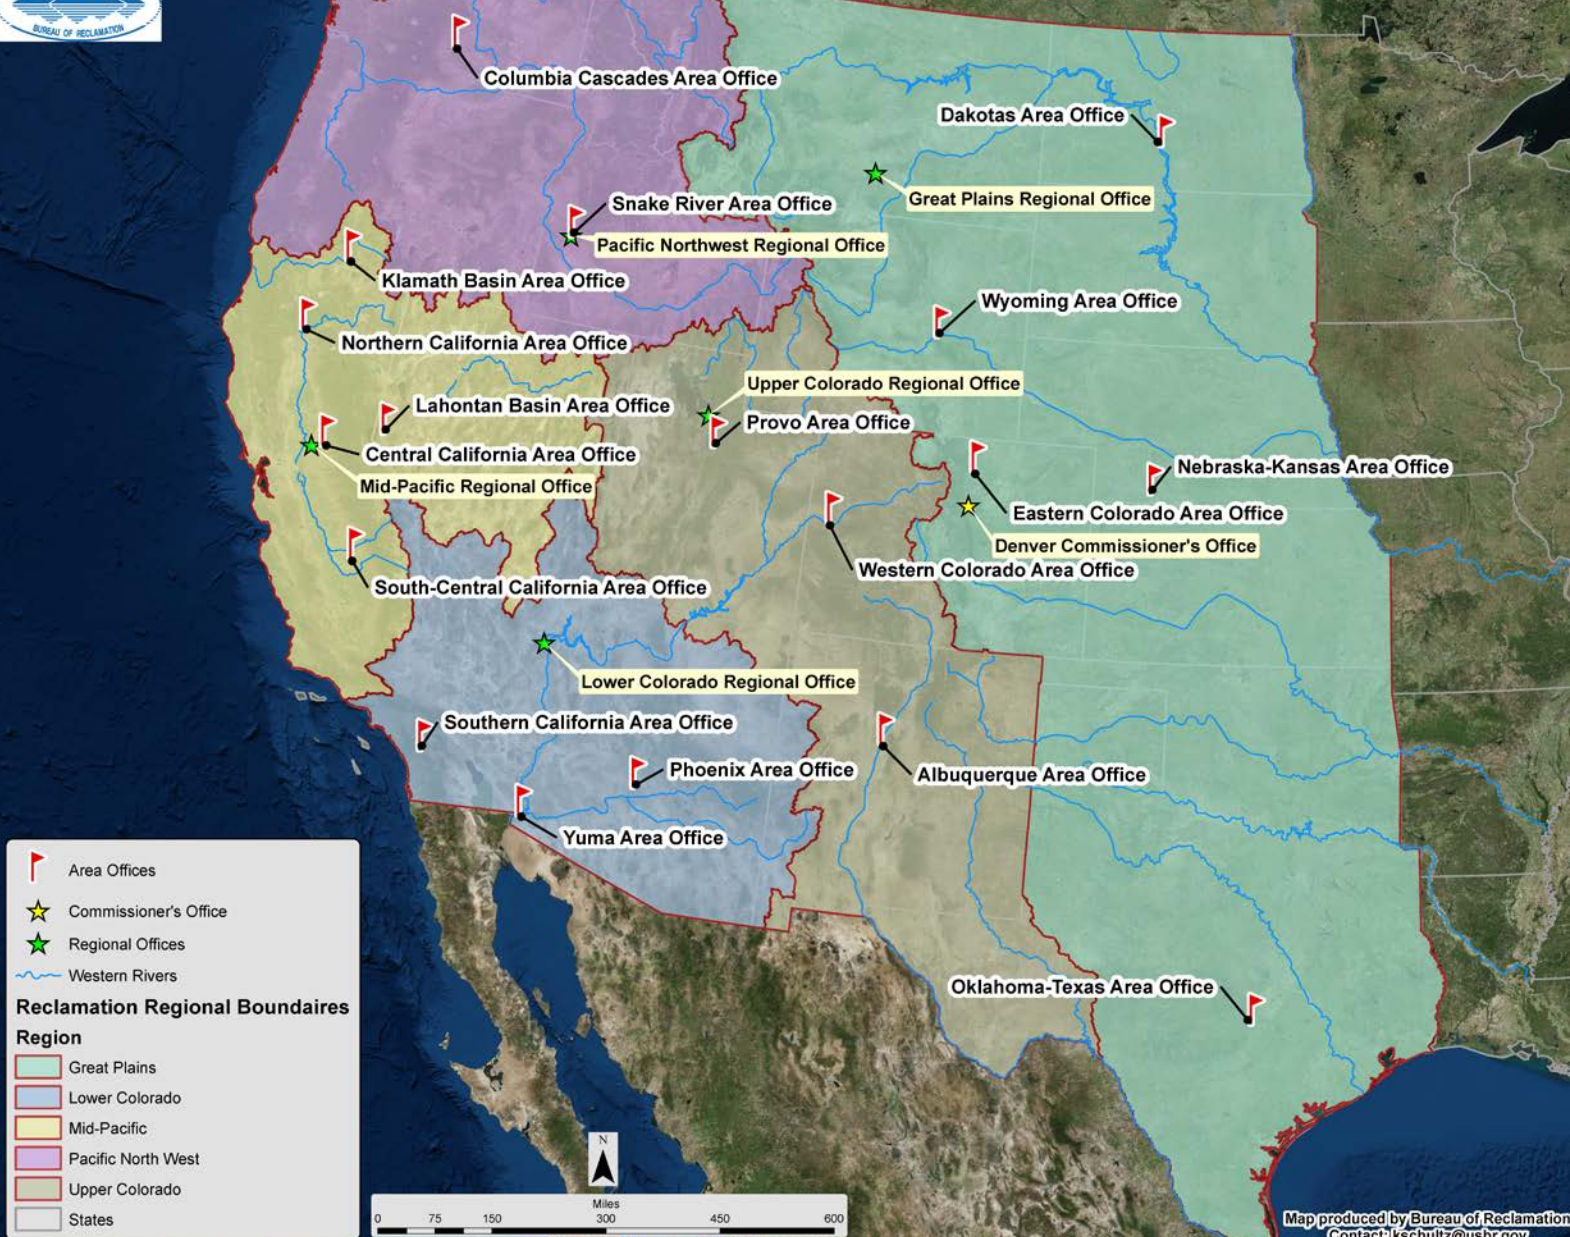 BUREAU OF RECLAMATION
Columbia Cascades Area Office
Dakotas Area Office
Great Plains Regional Office
Snake River Area Office
Pacific Northwest Regional Office
Klamath Basin Area Office
Wyoming Area Office
Northern California Area Office
Upper Colorado Regional Office
Lahontan Basin Area Office
Provo Area Office
Central California Area Office
Nebraska-Kansas Area Office
Mid-Pacific Regional Office
Eastern Colorado Area Office
Denver Commissioner's Office
Western Colorado Area Office
South-Central California Area Office
Lower Colorado Regional Office
Southern California Area Office
Phoenix Area Office
Albuquerque Area Office
Yuma Area Office
Oklahoma-Texas Area Office
Area Offices
Commissioner's Office
Regional Offices
Western Rivers
Reclamation Regional Boundaires
Region
Great Plains
Lower Colorado
Mid-Pacific
Pacific North West
Upper Colorado
States
N
Miles
0 75 150 300 450 600
Map produced by Bureau of Reclamation
Contact: kschultz@usbr.gov